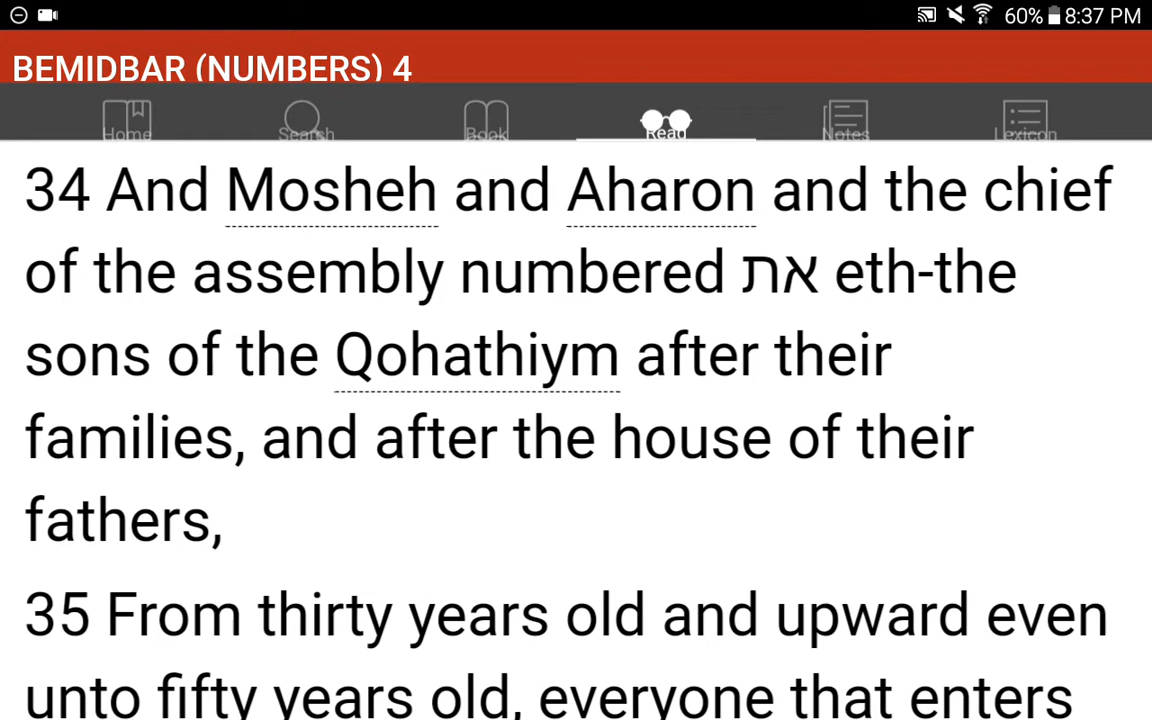 60% 8:37 PM
BEMIDBAR (NUMBERS) 4
Home Search Book Read Notes Lexicon
34 And Mosheh and Aharon and the chief
of the assembly numbered את eth-the
sons of the Qohathiym after their
families, and after the house of their
fathers,
35 From thirty years old and upward even
unto fifty years old, everyone that enters